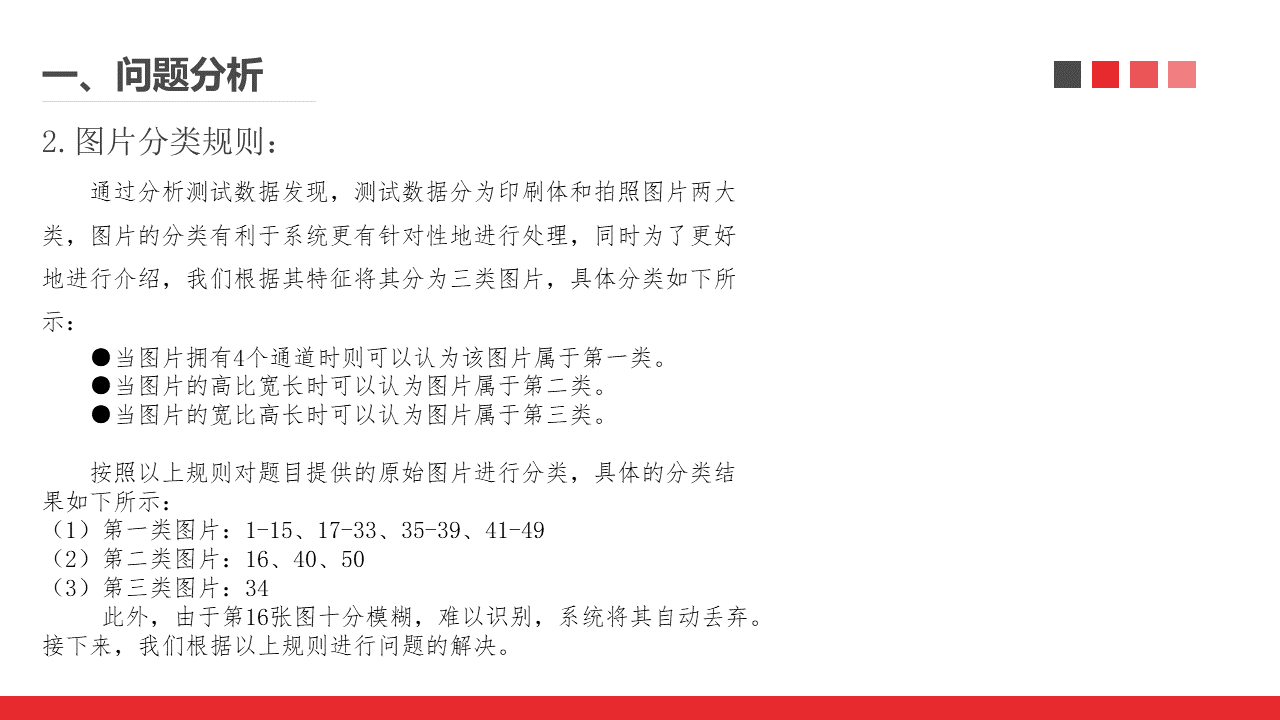 一、问题分析
2.图片分类规则：
通过分析测试数据发现，测试数据分为印刷体和拍照图片两大
类，图片的分类有利于系统更有针对性地进行处理，同时为了更好
地进行介绍，我们根据其特征将其分为三类图片，具体分类如下所
示：
●当图片拥有4个通道时则可以认为该图片属于第一类。
●当图片的高比宽长时可以认为图片属于第二类。
●当图片的宽比高长时可以认为图片属于第三类。
按照以上规则对题目提供的原始图片进行分类，具体的分类结
果如下所示：
（1）第一类图片：1-15、17-33、35-39、41-49
（2）第二类图片：16、40、50
（3）第三类图片：34
此外，由于第16张图十分模糊，难以识别，系统将其自动丢弃。
接下来，我们根据以上规则进行问题的解决。